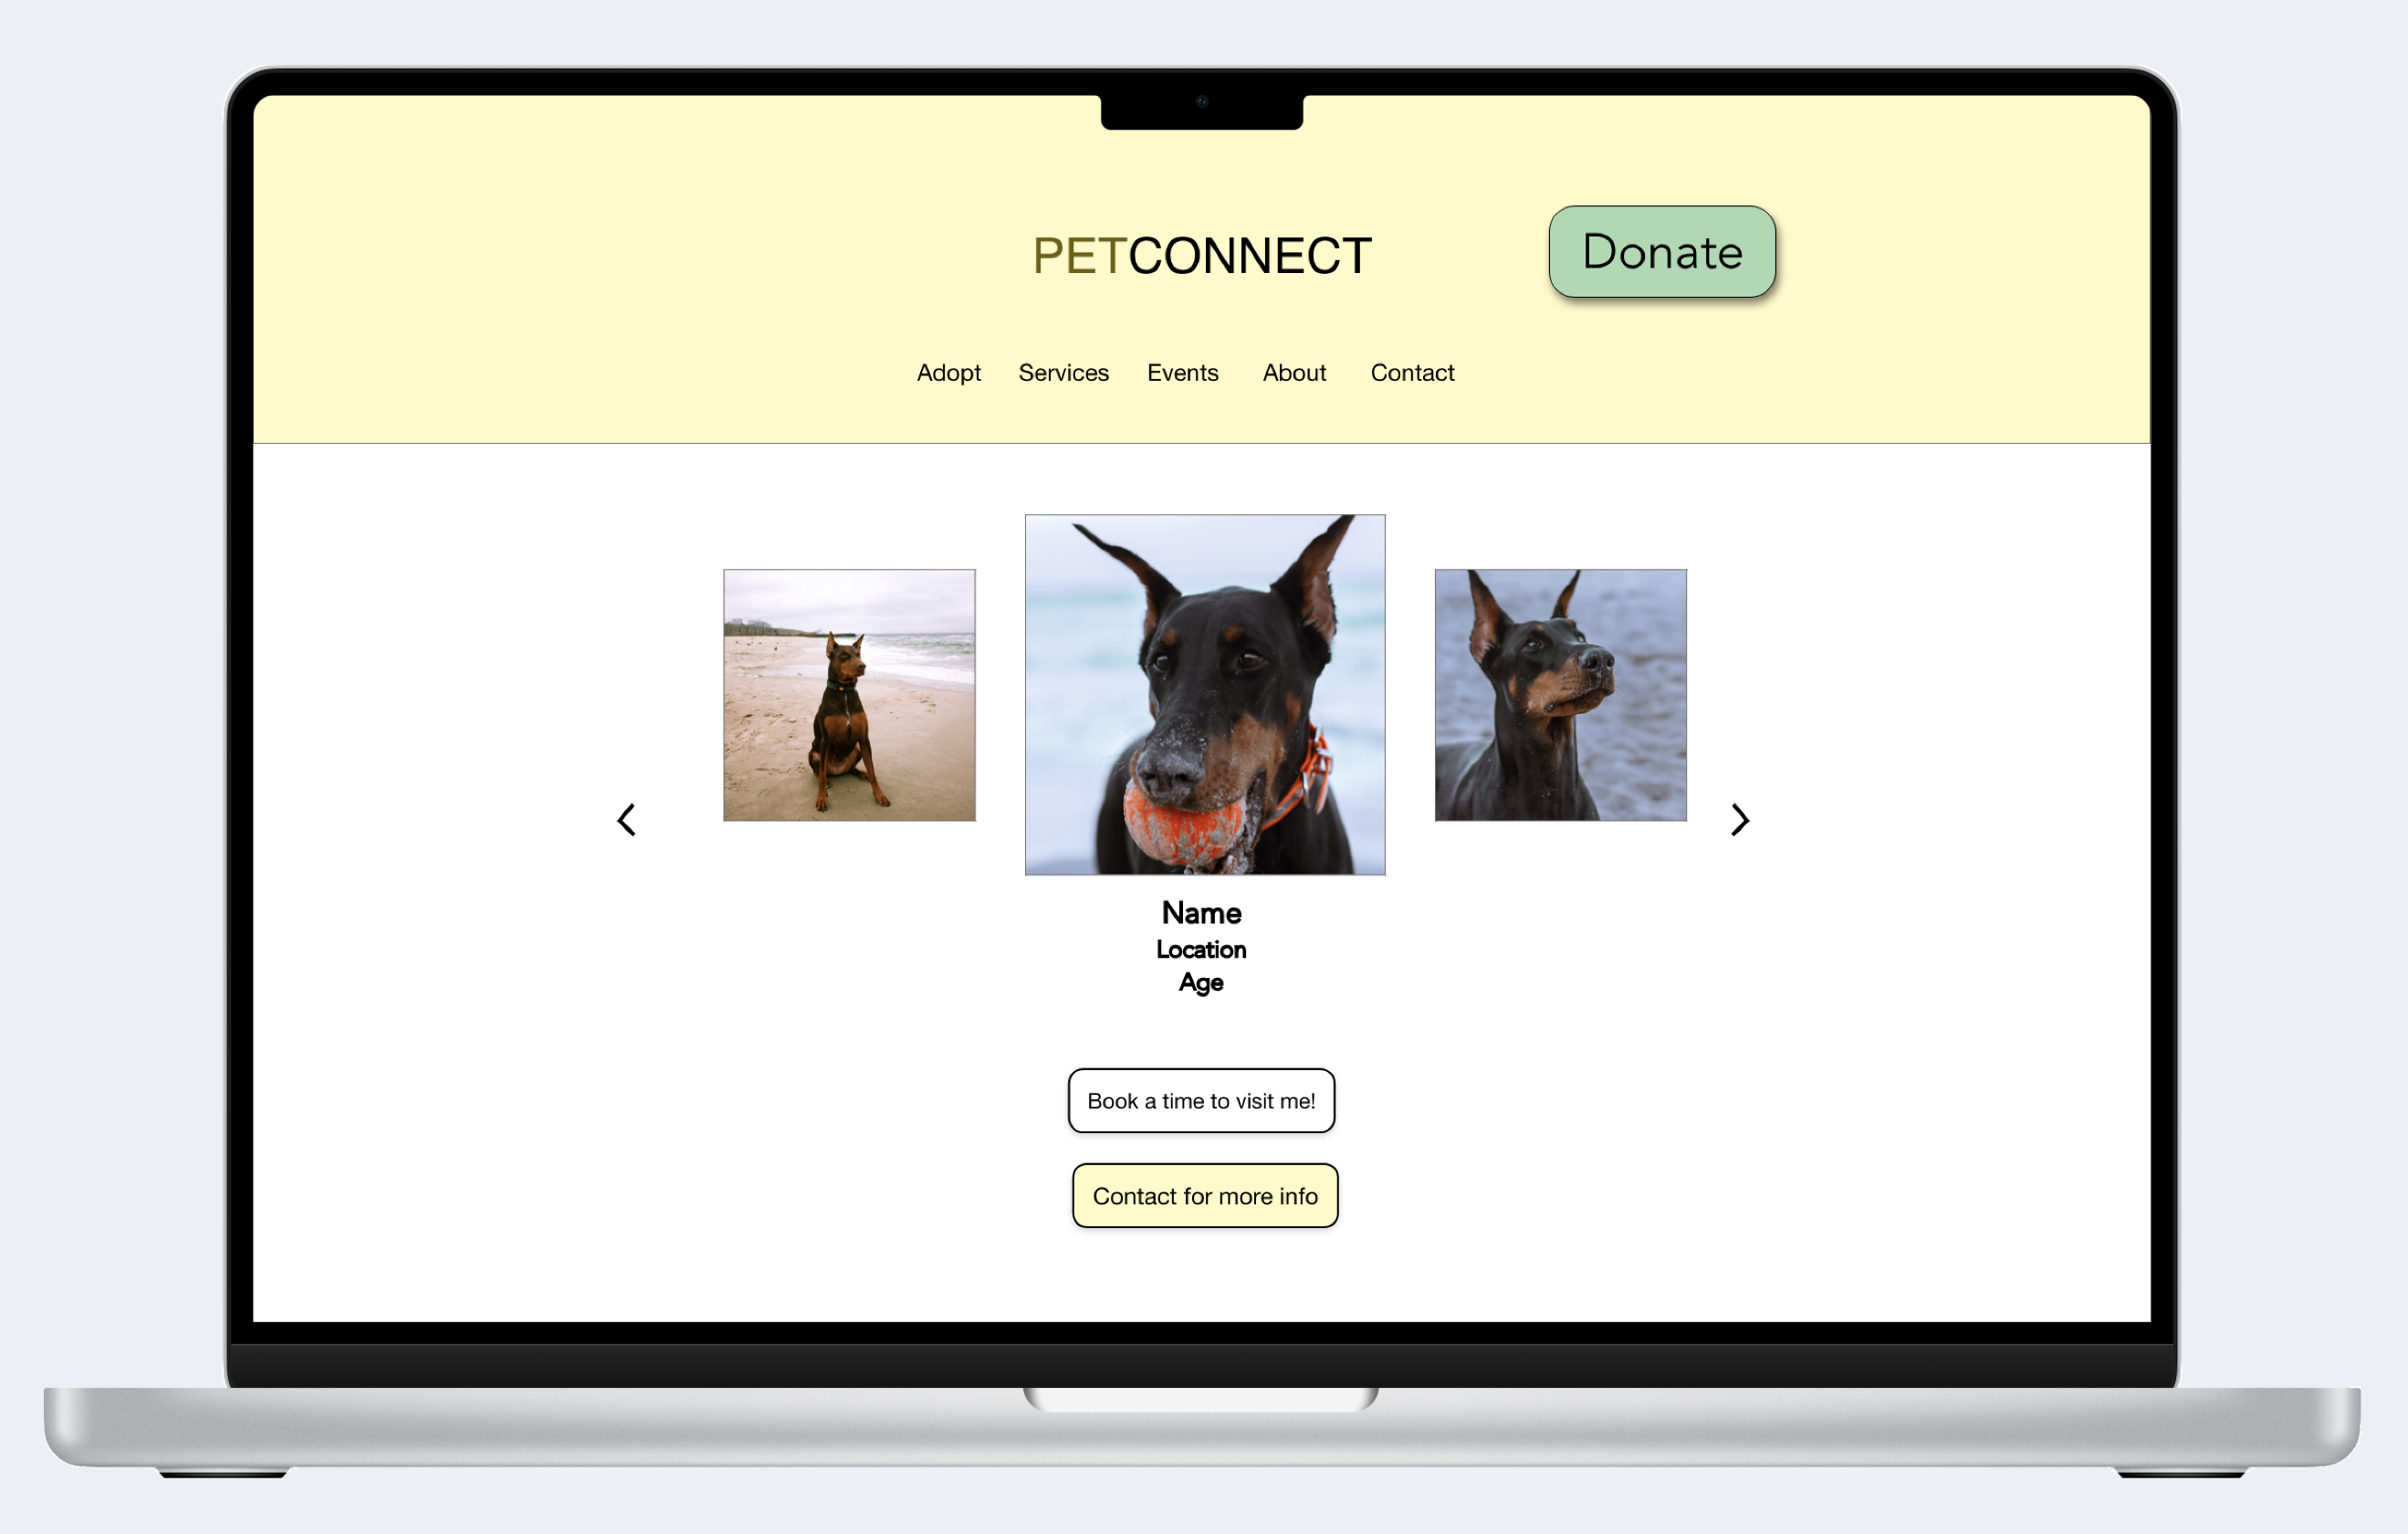 PETCONNECT
Donate
Adopt Services Events About Contact
Name
Location
Age
Book a time to visit me!
Contact for more info